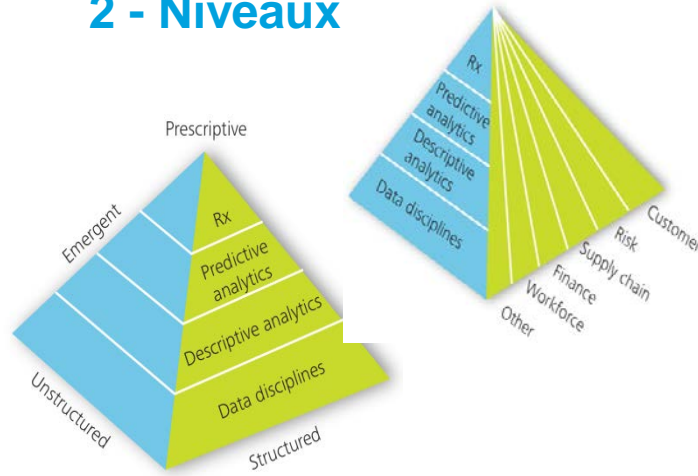 2 - Niveaux
Prescriptive
Emergent
Unstructured
Rx
Predictive
analytics
Descriptive analytics
Data disciplines
Structured
Rx
Predictive
analytics
Descriptive
analytics
Data disciplines
Customer
Risk
Supply chain
Finance
Workforce
Other